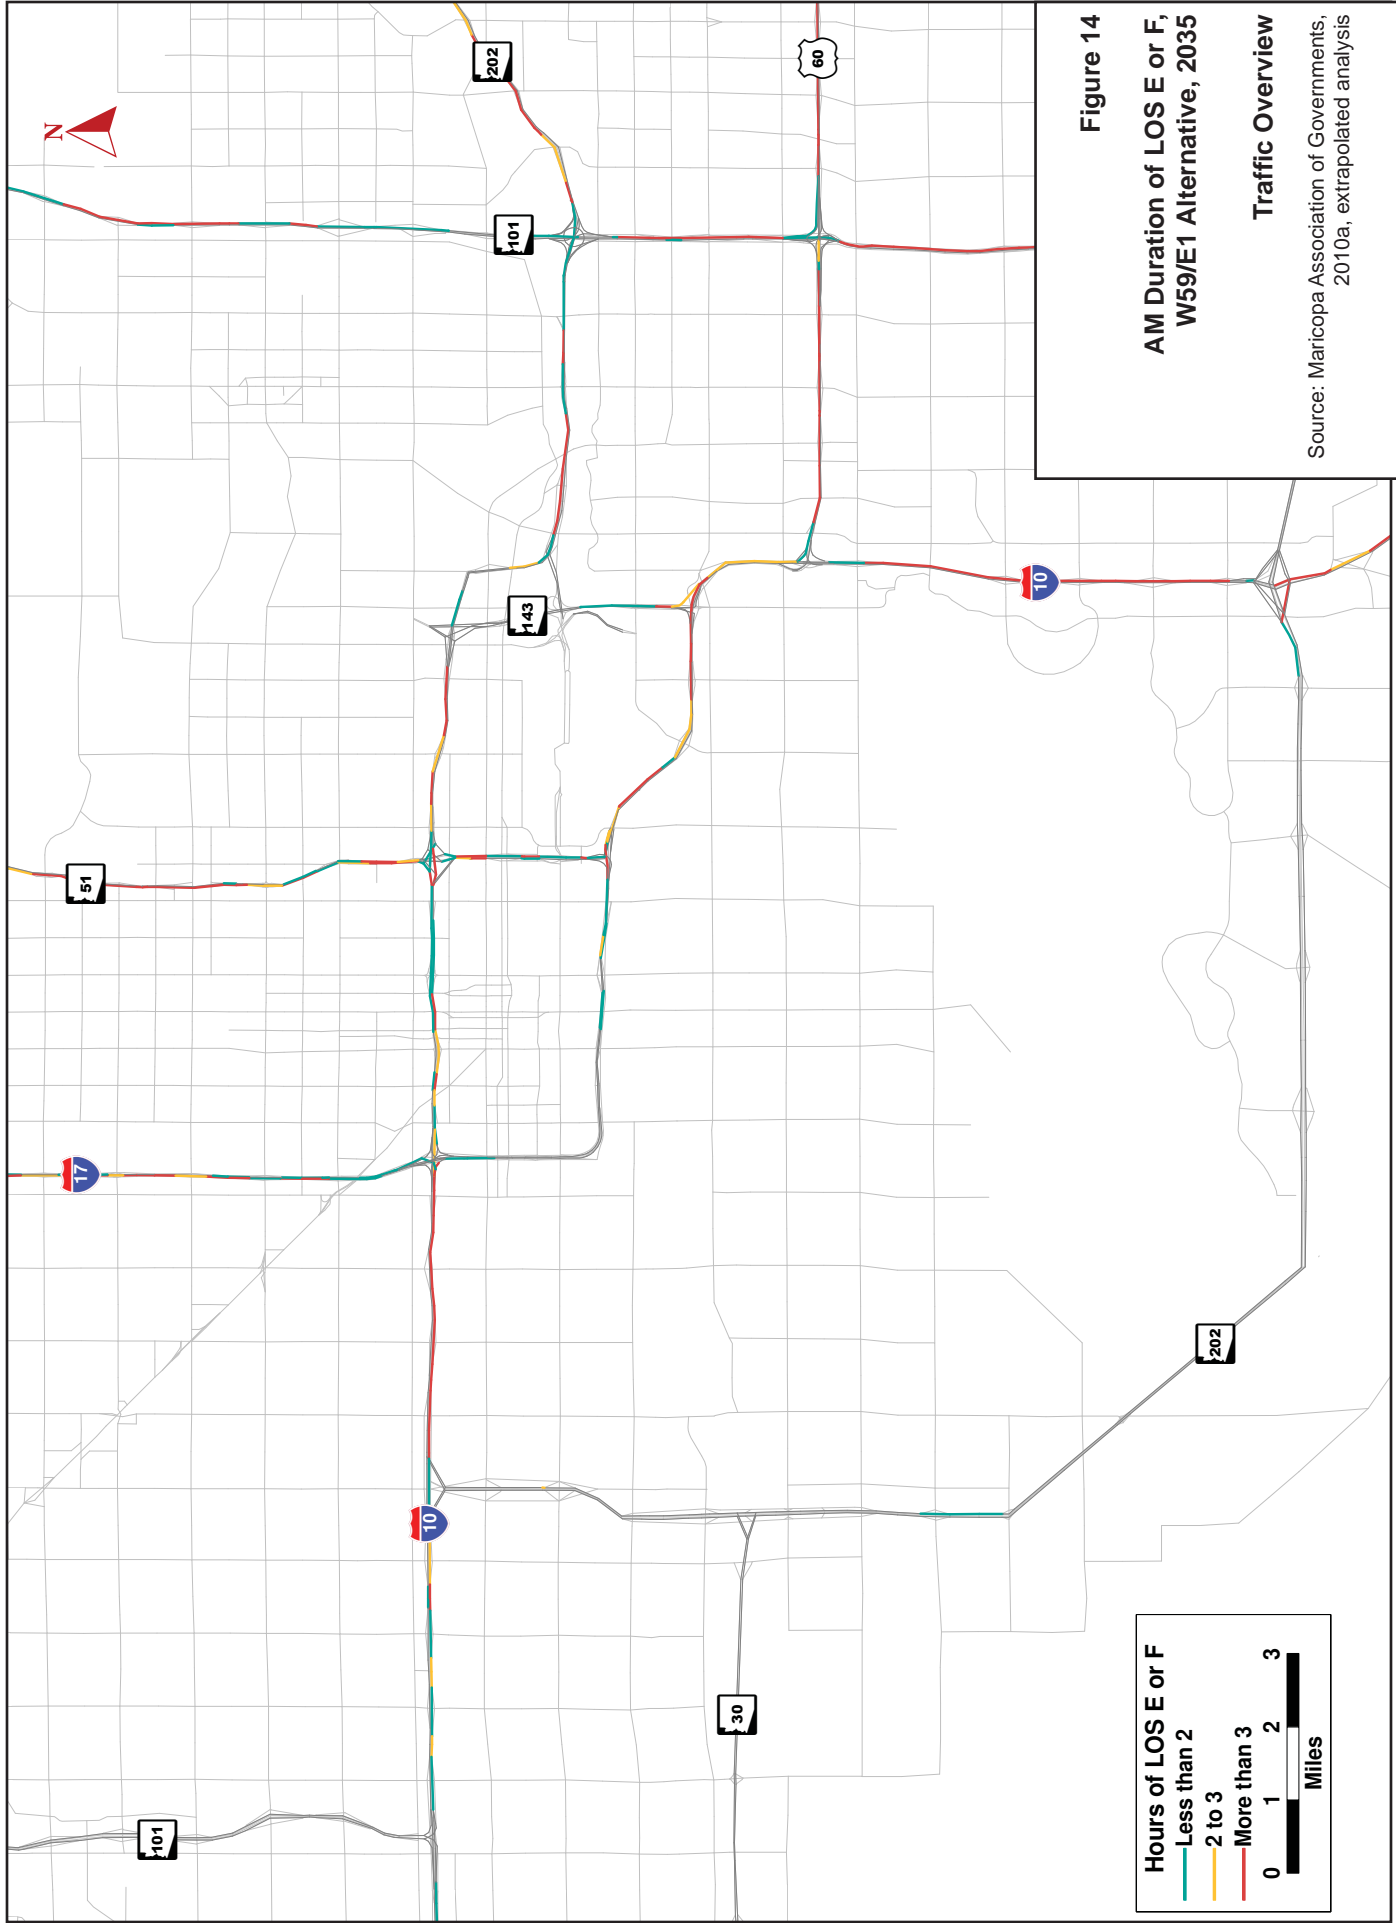 Figure 14
AM Duration of LOS E or F,
W59/E1 Alternative, 2035
Traffic Overview
Source: Maricopa Association of Governments,
2010a, extrapolated analysis
N
101
10
17
51
202
101
143
60
10
30
202
Hours of LOS E or F
Less than 2
2 to 3
More than 3
0 1 2 3
Miles